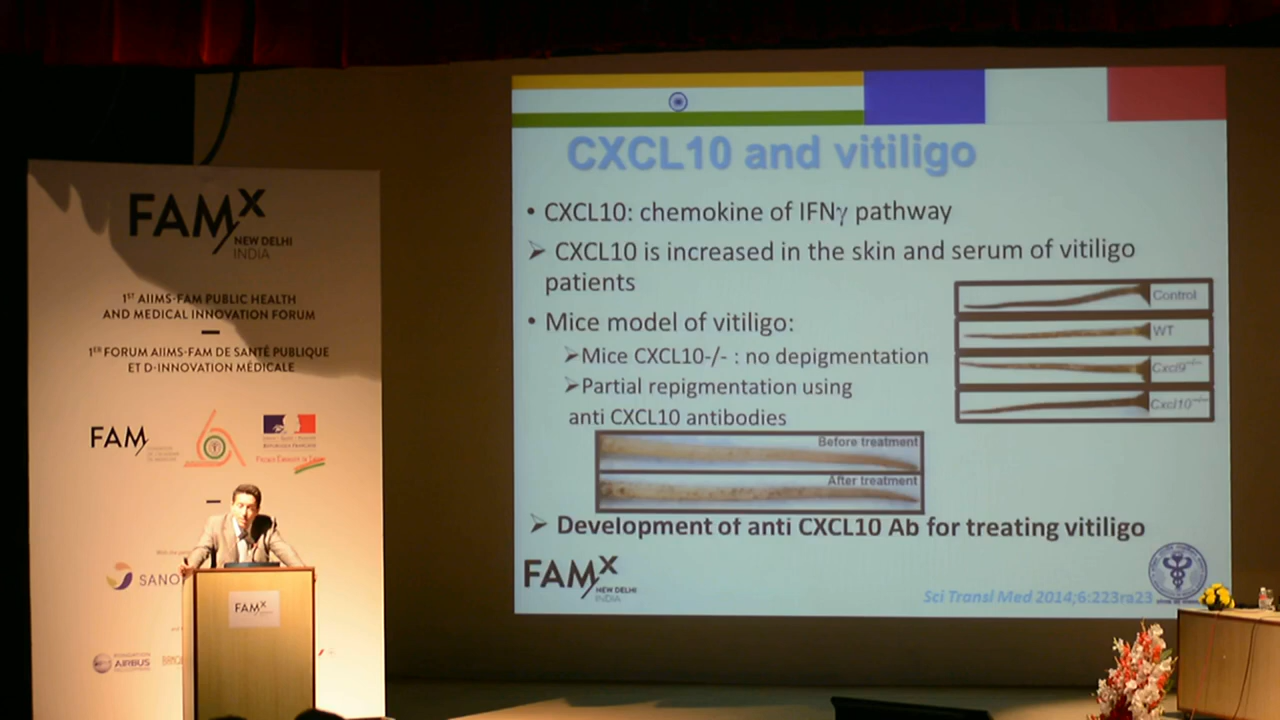 FAMX
NEW DELHI
INDIA
1ST AIIMS-FAM PUBLIC HEALTH
AND MEDICAL INNOVATION FORUM
1ER FORUM AIIMS-FAM DE SANTÉ PUBLIQUE
ET D-INNOVATION MÉDICALE
FAM
SANO
AIRBUS
FAMX
CXCL10 and vitiligo
• CXCL10: chemokine of IFNγ pathway
➢ CXCL10 is increased in the skin and serum of vitiligo
patients
• Mice model of vitiligo:
➢Mice CXCL10-/- : no depigmentation
➢Partial repigmentation using
anti CXCL10 antibodies
Control
WT
Cxcl9-/-
Cxcl10-/-
Before treatment
After treatment
➢ Development of anti CXCL10 Ab for treating vitiligo
FAMX
NEW DELHI
INDIA
Sci Transl Med 2014;6:223ra23